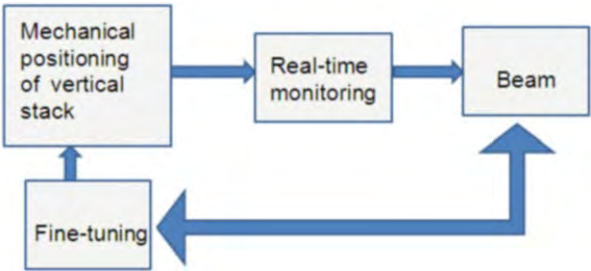 Mechanical
positioning
of vertical
stack
Real-time
monitoring
Beam
Fine-tuning